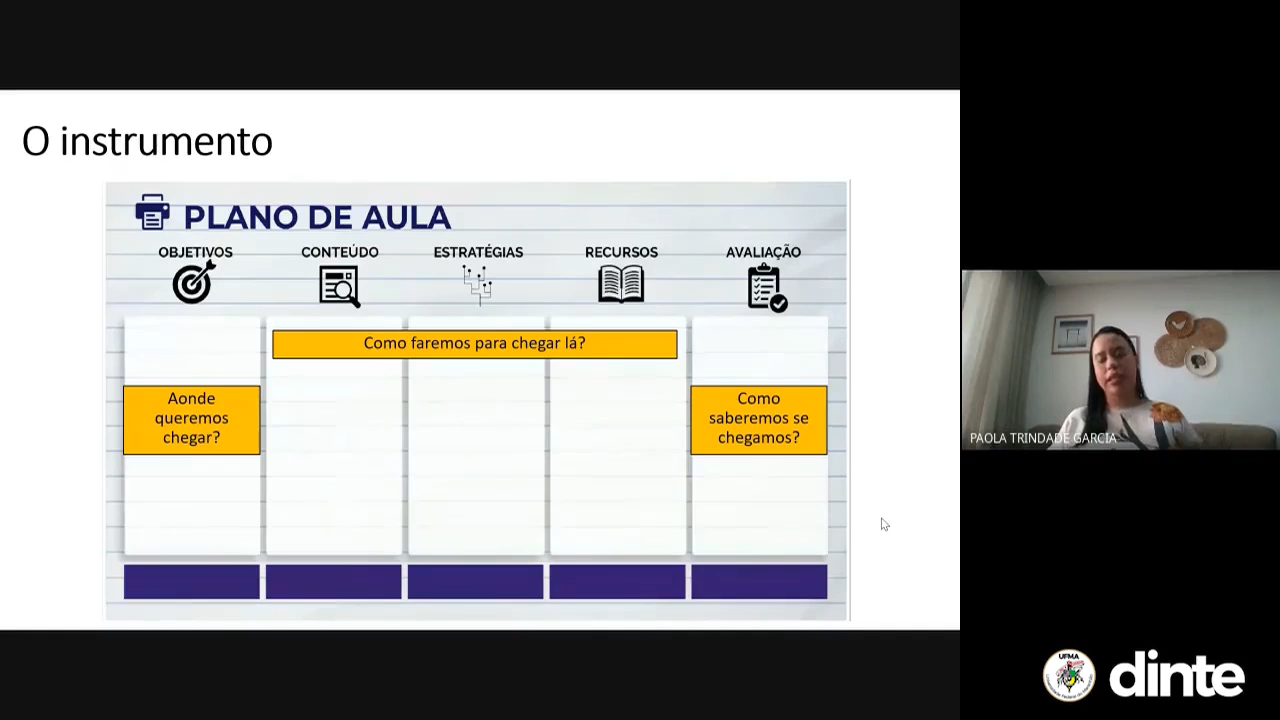 O instrumento
PLANO DE AULA
OBJETIVOS
CONTEÚDO
ESTRATÉGIAS
RECURSOS
AVALIAÇÃO
Como faremos para chegar lá?
Aonde
queremos
chegar?
Como
saberemos se
chegamos?
PAOLA TRINDADE GARCIA
UFMA
dinte